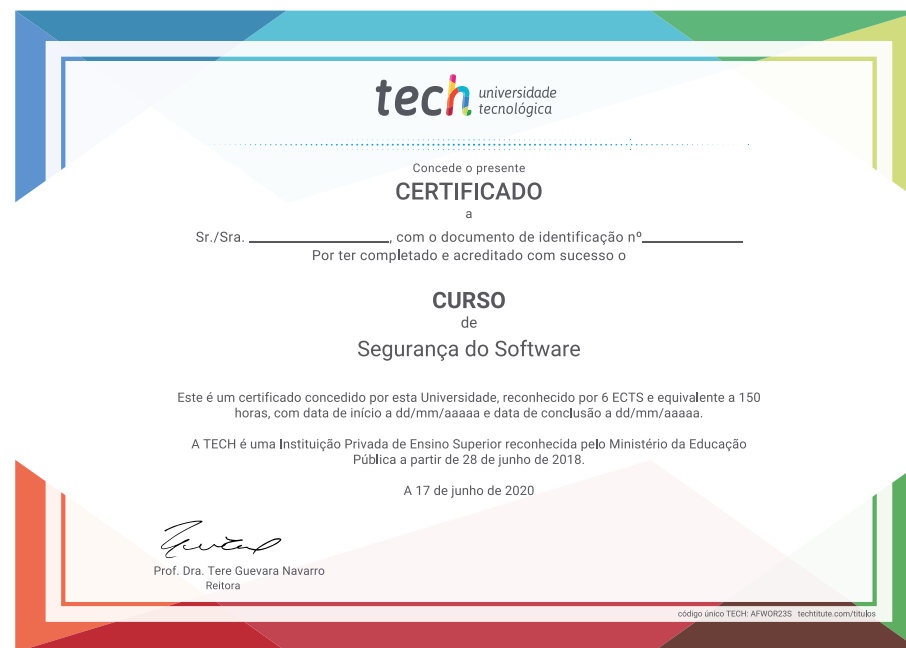 tech universidade
tecnológica
Concede o presente
CERTIFICADO
a
Sr./Sra. ________________, com o documento de identificação nº____________
Por ter completado e acreditado com sucesso o
CURSO
de
Segurança do Software
Este é um certificado concedido por esta Universidade, reconhecido por 6 ECTS e equivalente a 150
horas, com data de início a dd/mm/aaaaa e data de conclusão a dd/mm/aaaaa.
A TECH é uma Instituição Privada de Ensino Superior reconhecida pelo Ministério da Educação
Pública a partir de 28 de junho de 2018.
A 17 de junho de 2020
Prof. Dra. Tere Guevara Navarro
Reitora
código único TECH: AFWOR23S techtitute.com/titulos